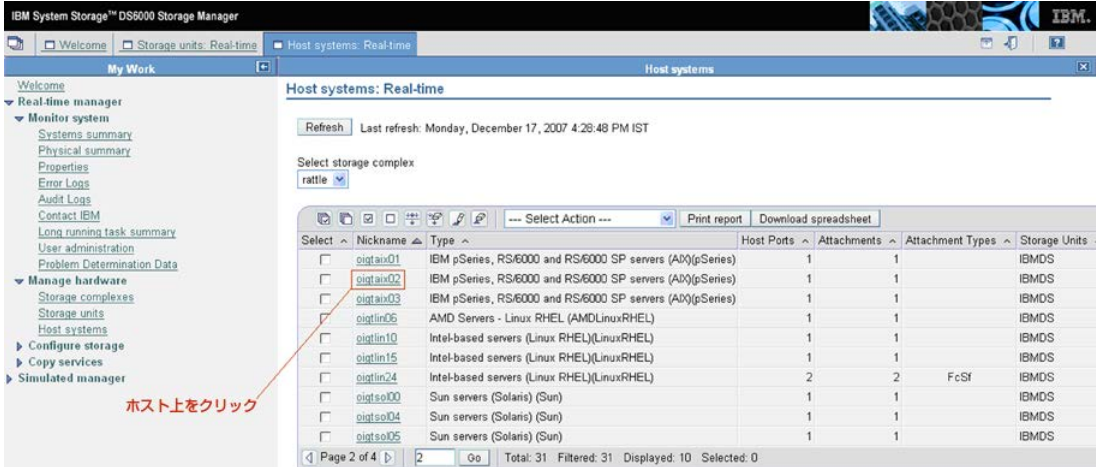 IBM System Storage™ DS6000 Storage Manager
IBM.
Welcome
Storage units: Real-time
Host systems: Real-time
?
My Work
Host systems
Welcome
Real-time manager
Monitor system
Systems summary
Physical summary
Properties
Error Logs
Audit Logs
Contact IBM
Long running task summary
User administration
Problem Determination Data
Manage hardware
Storage complexes
Storage units
Host systems
Configure storage
Copy services
Simulated manager
ホスト上をクリック
Host systems: Real-time
Refresh Last refresh: Monday, December 17, 2007 4:28:48 PM IST
Select storage complex
rattle
--- Select Action --- Print report Download spreadsheet
Select Nickname Type Host Ports Attachments Attachment Types Storage Units
oigtaix01 IBM pSeries, RS/6000 and RS/6000 SP servers (AIX)(pSeries) 1 1 IBMDS
oigtaix02 IBM pSeries, RS/6000 and RS/6000 SP servers (AIX)(pSeries) 1 1 IBMDS
oigtaix03 IBM pSeries, RS/6000 and RS/6000 SP servers (AIX)(pSeries) 1 1 IBMDS
oigtlin06 AMD Servers - Linux RHEL (AMDLinuxRHEL) 1 1 IBMDS
oigtlin10 Intel-based servers (Linux RHEL)(LinuxRHEL) 1 1 IBMDS
oigtlin15 Intel-based servers (Linux RHEL)(LinuxRHEL) 1 1 IBMDS
oigtlin24 Intel-based servers (Linux RHEL)(LinuxRHEL) 2 2 FcSf IBMDS
oigtsol00 Sun servers (Solaris) (Sun) 1 1 IBMDS
oigtsol04 Sun servers (Solaris) (Sun) 1 1 IBMDS
oigtsol05 Sun servers (Solaris) (Sun) 1 1 IBMDS
Page 2 of 4 2 Go Total: 31 Filtered: 31 Displayed: 10 Selected: 0